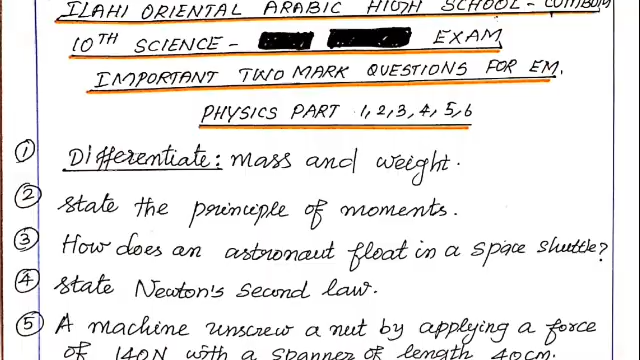 ILAHI ORIENTAL ARABIC HIGH SCHOOL - CUMBUM
10TH SCIENCE - EXAM
IMPORTANT TWO MARK QUESTIONS FOR EM.
PHYSICS PART 1,2,3,4,5,6
① Differentiate: mass and weight.
② State the principle of moments.
③ How does an astronaut float in a space shuttle?
④ State Newton's second law.
⑤ A machine unscrew a nut by applying a force
of 140N with a spanner of length 40cm.